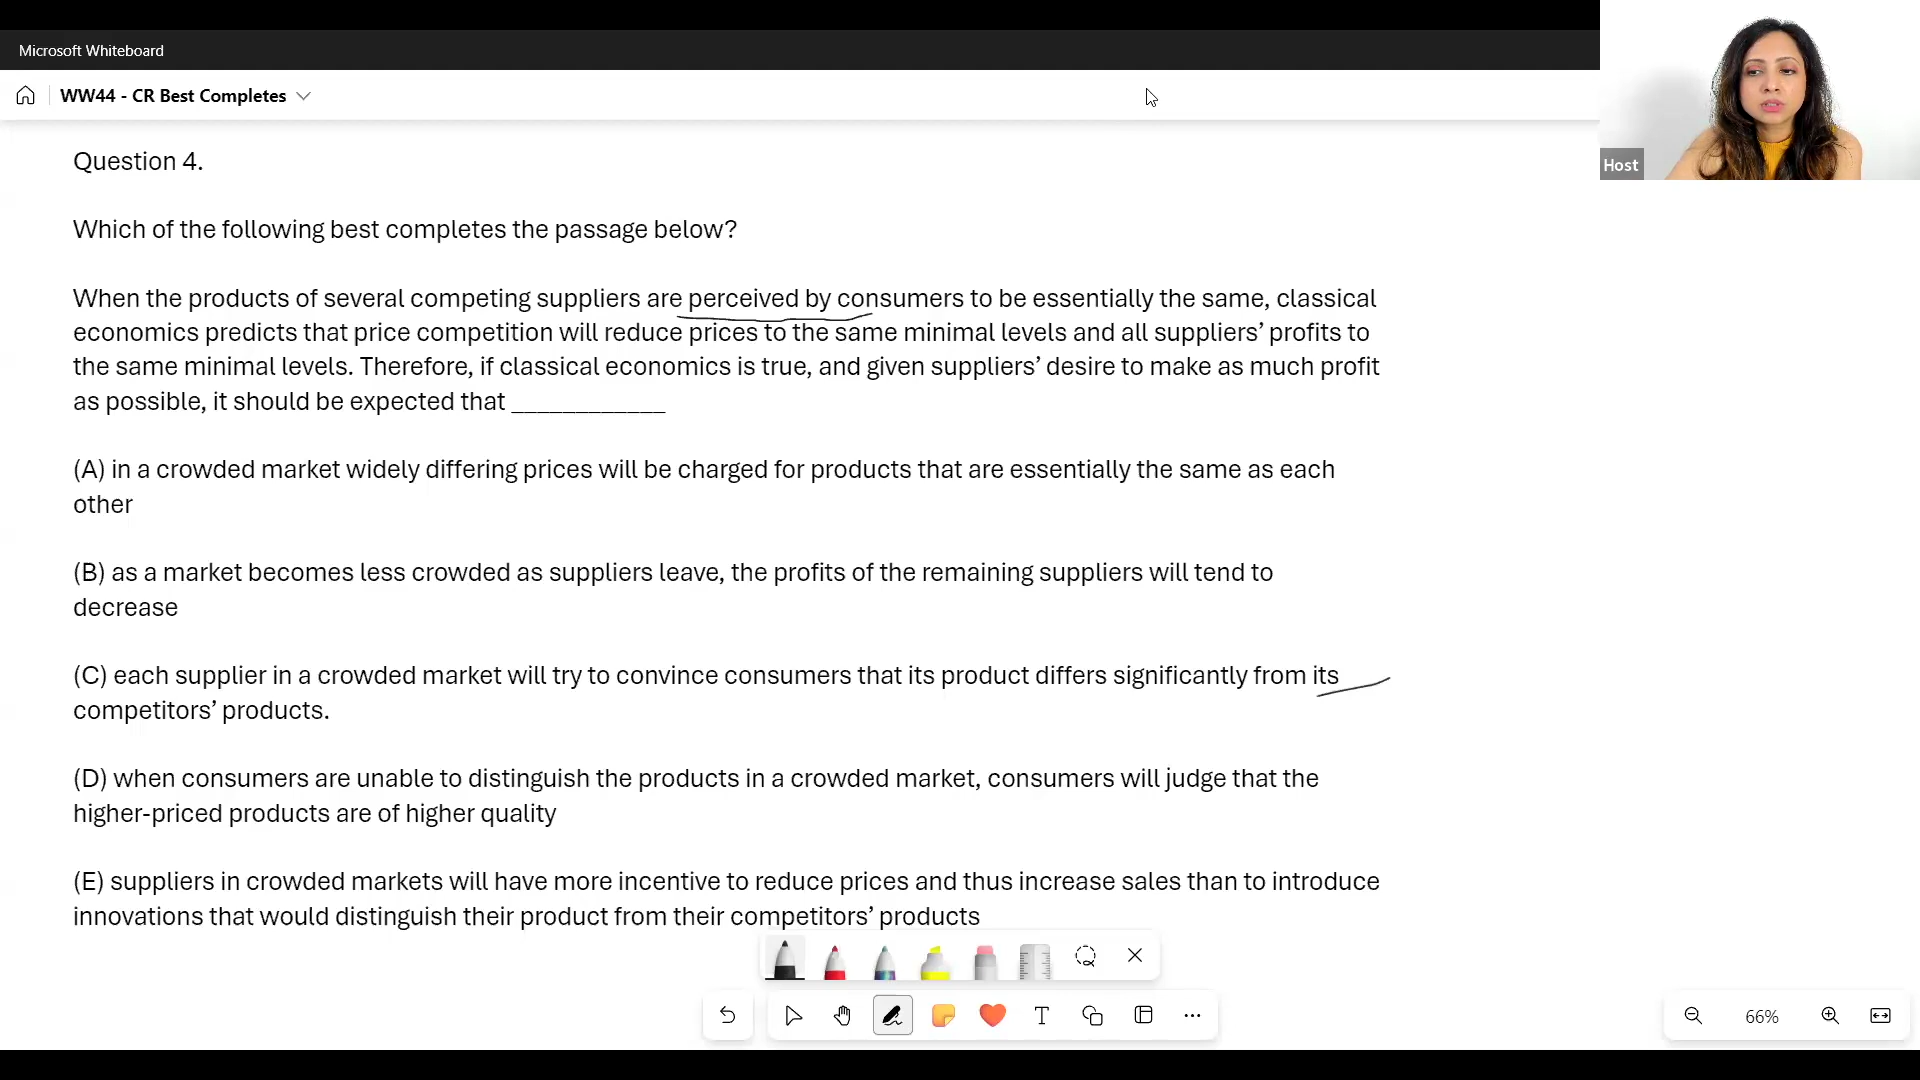 Microsoft Whiteboard
WW44 - CR Best Completes
Host
Question 4.
Which of the following best completes the passage below?
When the products of several competing suppliers are perceived by consumers to be essentially the same, classical
economics predicts that price competition will reduce prices to the same minimal levels and all suppliers’ profits to
the same minimal levels. Therefore, if classical economics is true, and given suppliers’ desire to make as much profit
as possible, it should be expected that ____________
(A) in a crowded market widely differing prices will be charged for products that are essentially the same as each
other
(B) as a market becomes less crowded as suppliers leave, the profits of the remaining suppliers will tend to
decrease
(C) each supplier in a crowded market will try to convince consumers that its product differs significantly from its
competitors’ products.
(D) when consumers are unable to distinguish the products in a crowded market, consumers will judge that the
higher-priced products are of higher quality
(E) suppliers in crowded markets will have more incentive to reduce prices and thus increase sales than to introduce
innovations that would distinguish their product from their competitors’ products
66%